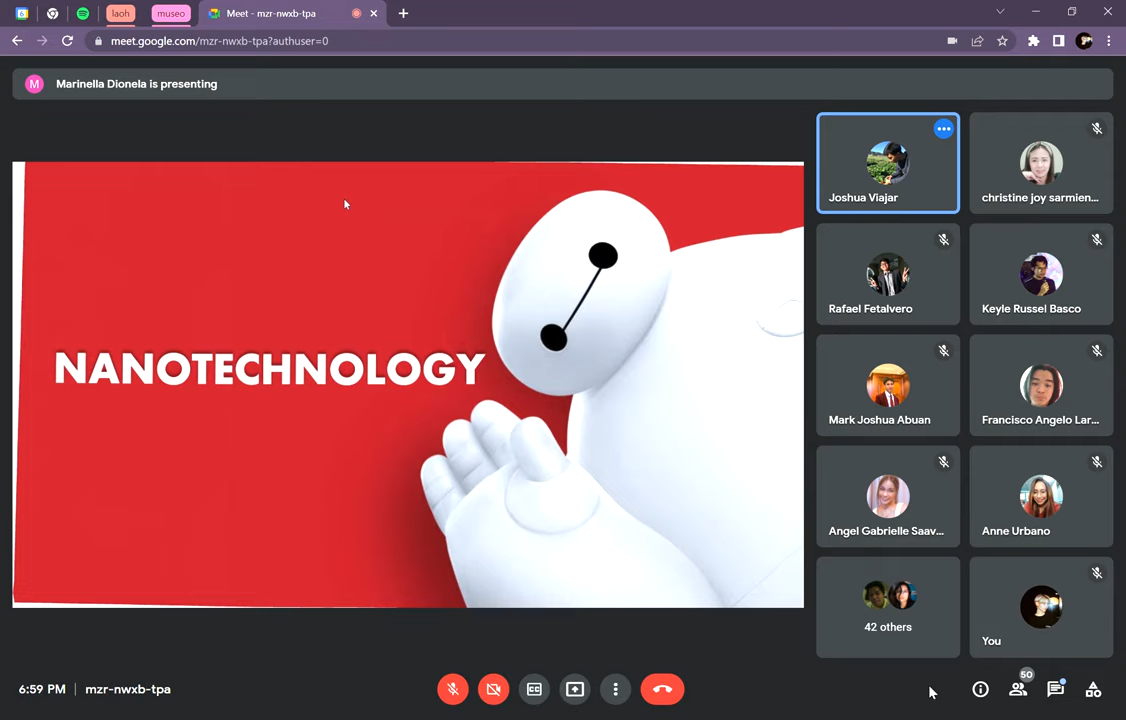 laoh
museo
Meet - mzr-nwxb-tpa
meet.google.com/mzr-nwxb-tpa?authuser=0
M
Marinella Dionela is presenting
NANOTECHNOLOGY
Joshua Viajar
christine joy sarmien...
Rafael Fetalvero
Keyle Russel Basco
Mark Joshua Abuan
Francisco Angelo Lar...
Angel Gabrielle Saav...
Anne Urbano
42 others
You
6:59 PM | mzr-nwxb-tpa
CC
50